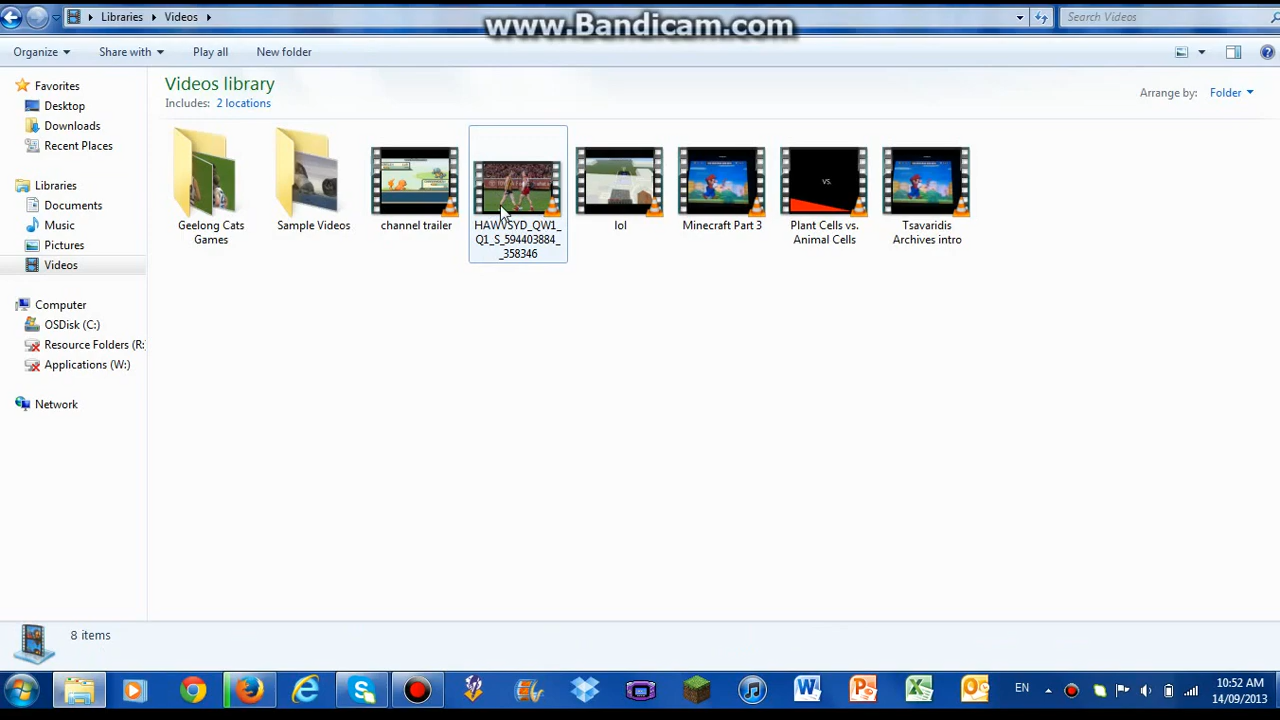 Libraries Videos
www.Bandicam.com
Search Videos
Organize Share with Play all New folder
Favorites
Desktop
Downloads
Recent Places
Libraries
Documents
Music
Pictures
Videos
Computer
OSDisk (C:)
Resource Folders (R:
Applications (W:)
Network
Videos library
Includes: 2 locations
Arrange by: Folder
Geelong Cats
Games
Sample Videos
channel trailer
HAWVSYD_QW1_
Q1_S_594403884_
_358346
lol
Minecraft Part 3
VS.
Plant Cells vs.
Animal Cells
Tsavaridis
Archives intro
8 items
EN
10:52 AM
14/09/2013